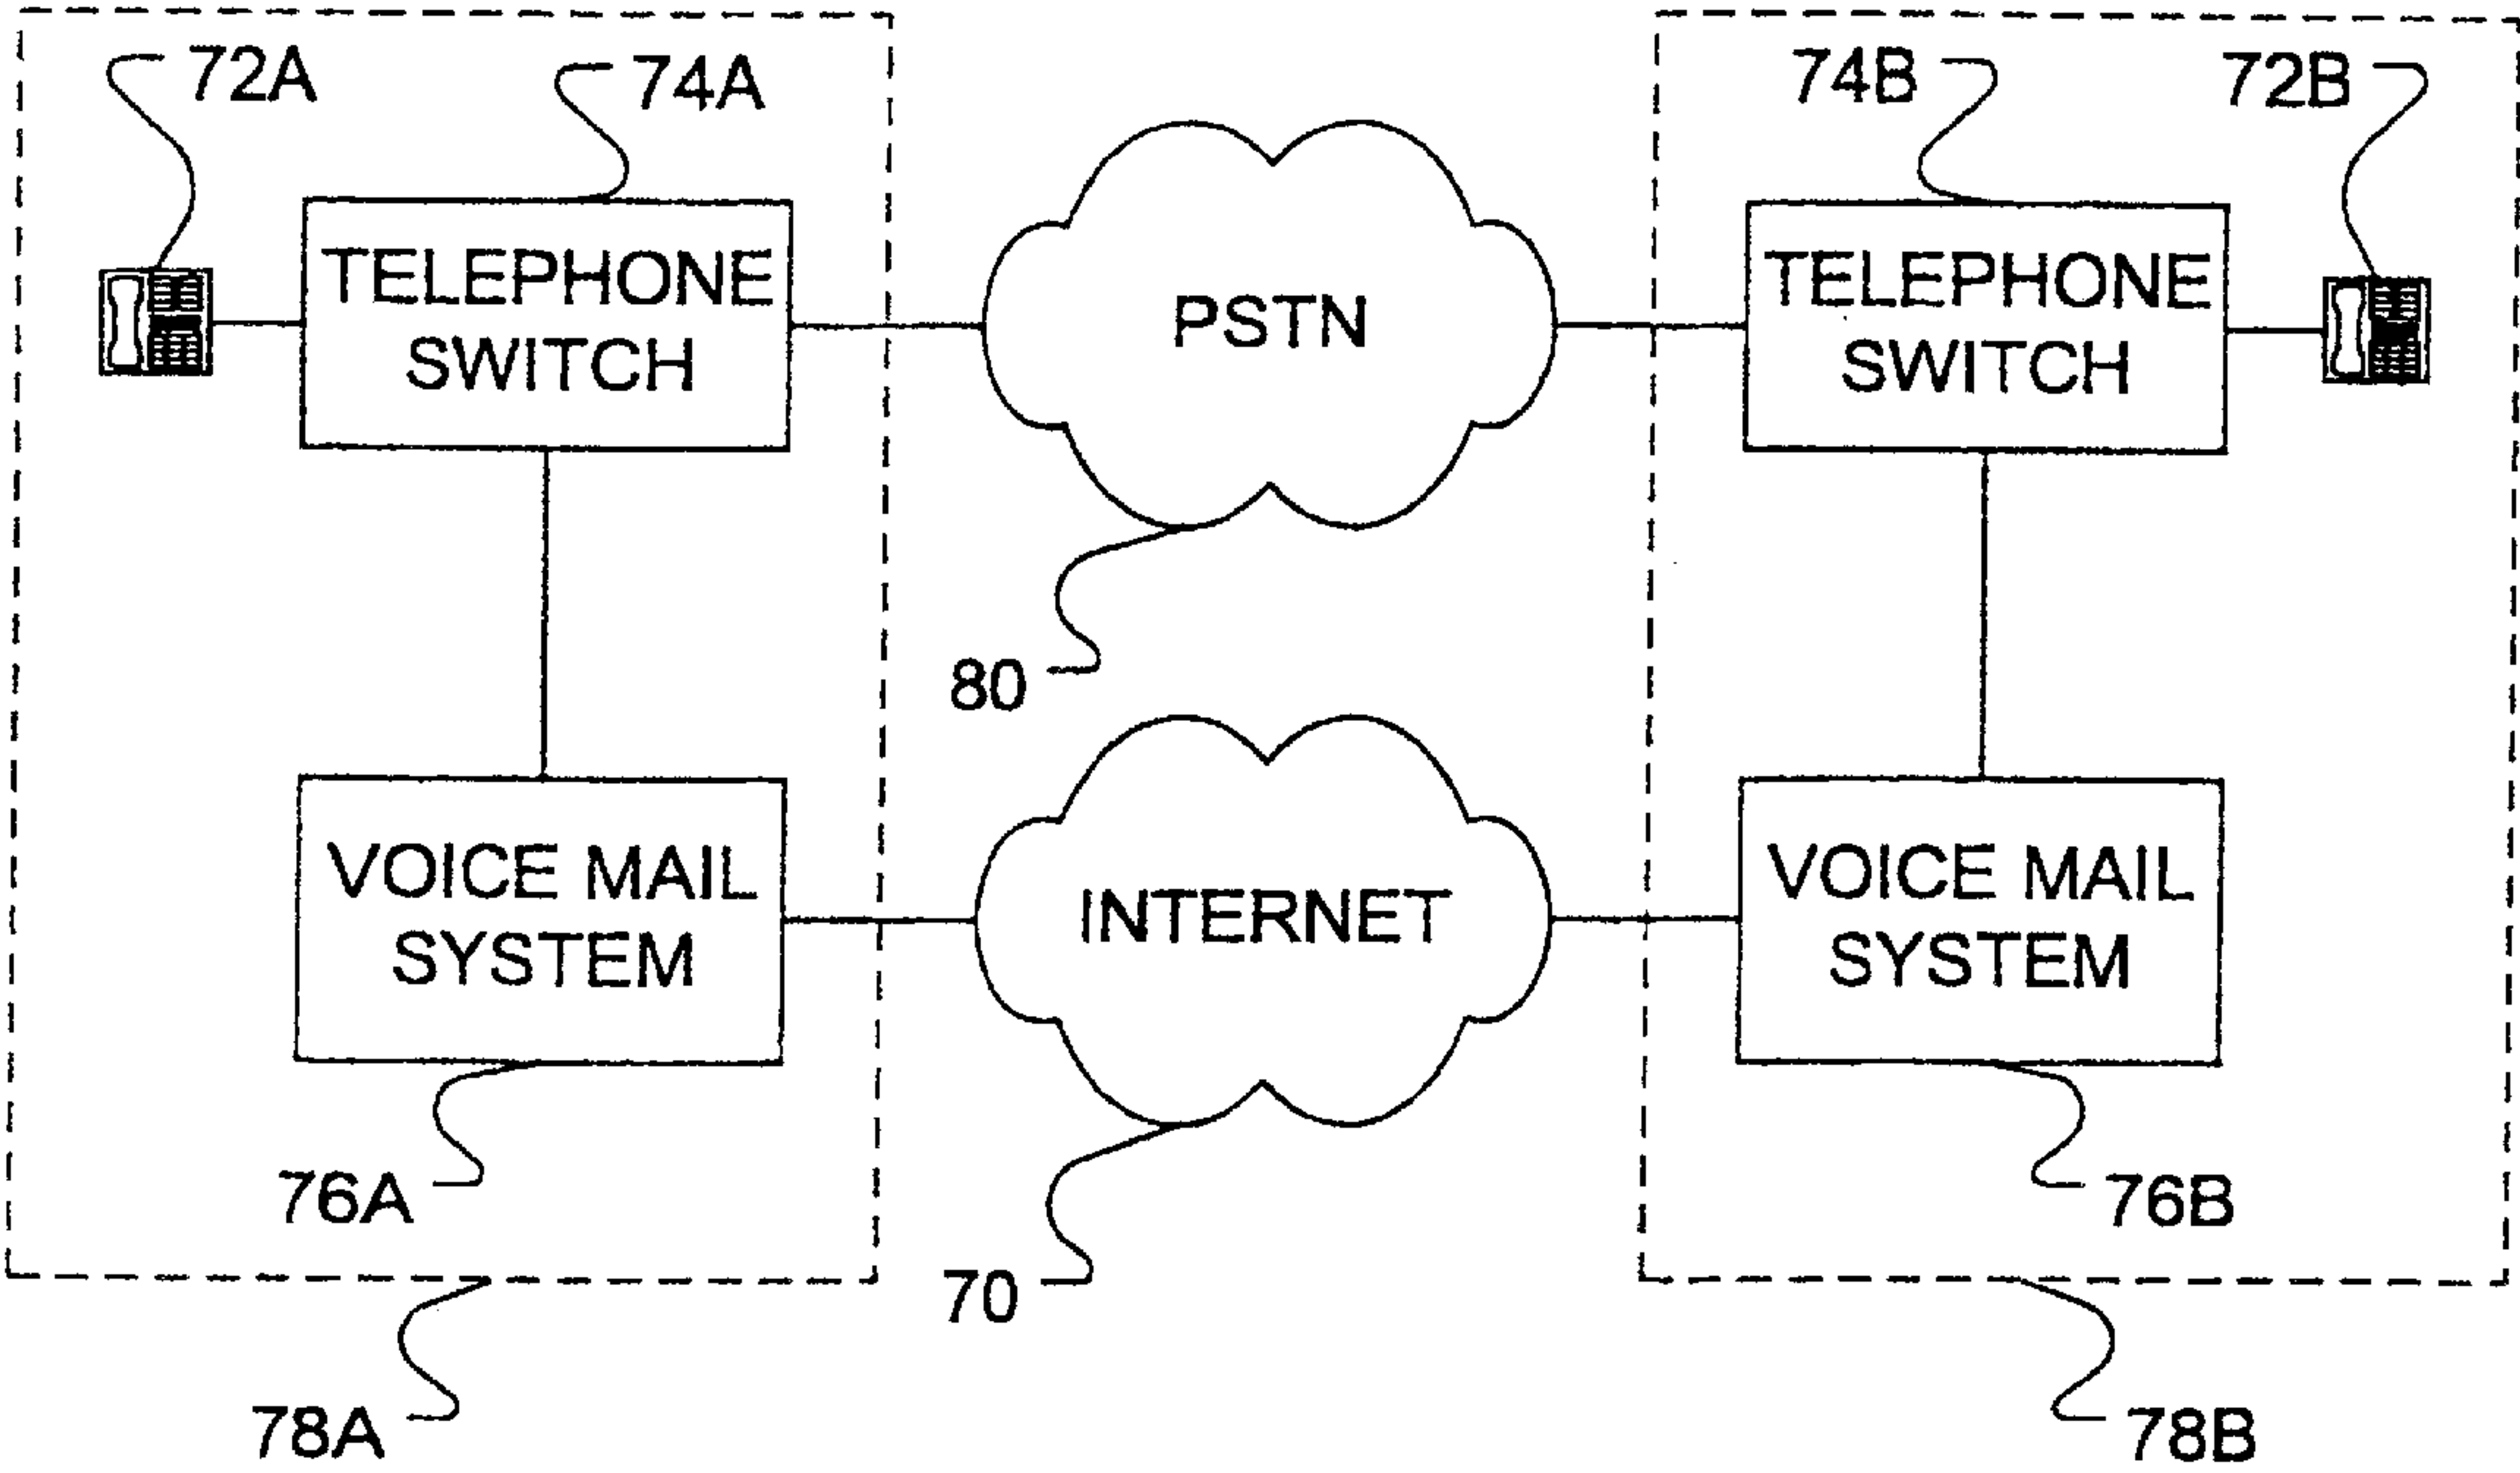 72A
74A
74B
72B
TELEPHONE
SWITCH
PSTN
TELEPHONE
SWITCH
80
VOICE MAIL
SYSTEM
INTERNET
VOICE MAIL
SYSTEM
76A
76B
70
78A
78B